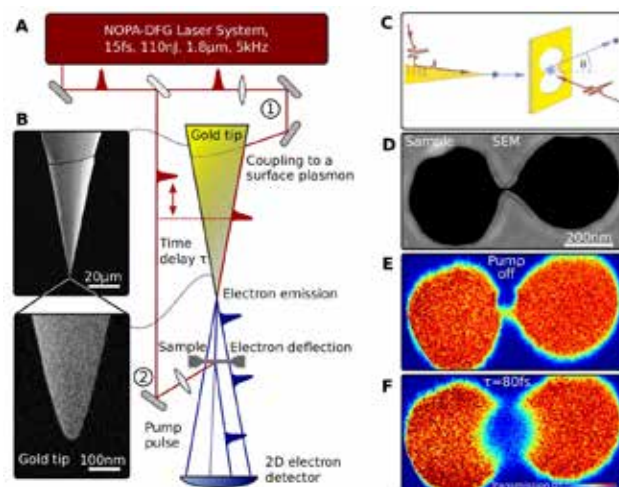 A
NOPA-DFG Laser System,
15fs, 110nJ, 1.8µm, 5kHz
1
B
Gold tip
Coupling to a
surface plasmon
20µm
Time
delay τ
Electron emission
Sample
Electron deflection
2
Pump
pulse
Gold tip
100nm
2D electron
detector
C
D
Sample
SEM
200nm
E
Pump
off
F
τ=80fs